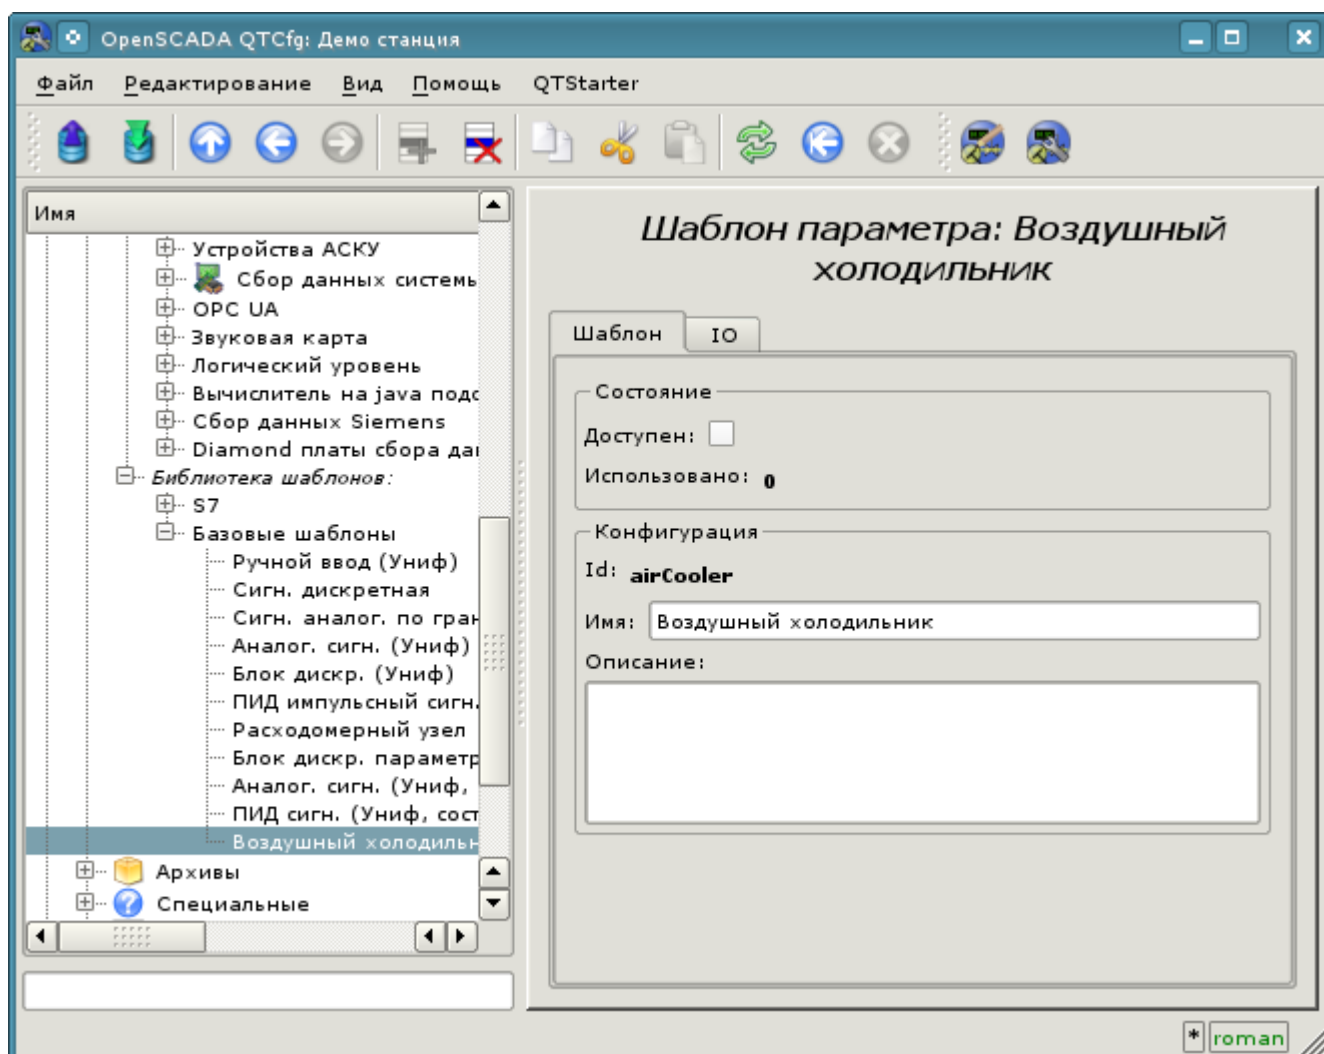 OpenSCADA QTCfg: Демо станция
Файл Редактирование Вид Помощь QTStarter
Имя
Устройства АСКУ
Сбор данных системы
OPC UA
Звуковая карта
Логический уровень
Вычислитель на java подо
Сбор данных Siemens
Diamond платы сбора дан
Библиотека шаблонов:
S7
Базовые шаблоны
Ручной ввод (Униф)
Сигн. дискретная
Сигн. аналог. по гран
Аналог. сигн. (Униф)
Блок дискр. (Униф)
ПИД импульсный сигн.
Расходомерный узел
Блок дискр. параметр
Аналог. сигн. (Униф,
ПИД сигн. (Униф, сост
Воздушный холодильн
Архивы
Специальные
Шаблон параметра: Воздушный
холодильник
Шаблон IO
Состояние
Доступен:
Использовано: 0
Конфигурация
Id: airCooler
Имя: Воздушный холодильник
Описание:
* roman